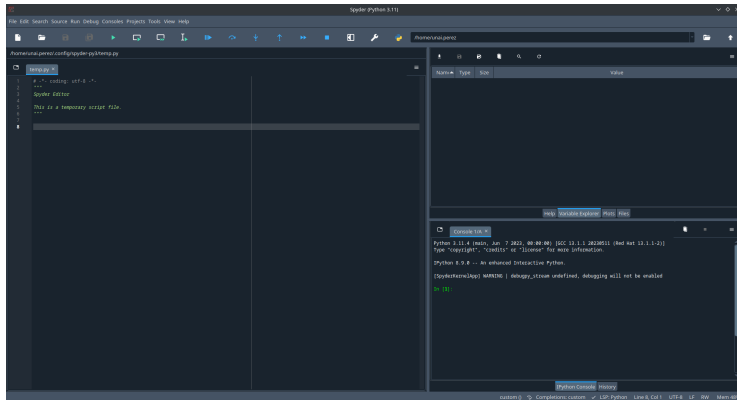 Spyder (Python 3.11)
File Edit Search Source Run Debug Consoles Projects Tools View Help
/home/unai.perez
/home/unai.perez/.config/spyder-py3/temp.py
temp.py
1 # -*- coding: utf-8 -*-
2 """
3 Spyder Editor
4
5 This is a temporary script file.
6 """
7
8
Name Type Size Value
Help Variable Explorer Plots Files
Console 1/A
Python 3.11.4 (main, Jun 7 2023, 00:00:00) [GCC 13.1.1 20230511 (Red Hat 13.1.1-2)]
Type "copyright", "credits" or "license" for more information.
IPython 8.9.0 -- An enhanced Interactive Python.
[SpyderKernelApp] WARNING | debugpy_stream undefined, debugging will not be enabled
In [1]:
IPython Console History
custom () Completions: custom LSP: Python Line 8, Col 1 UTF-8 LF RW